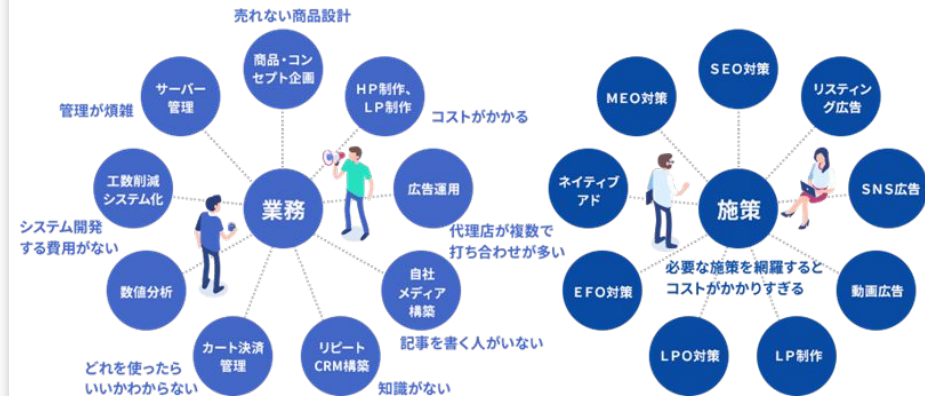 売れない商品設計
商品・コン
セプト企画
サーバー
管理
管理が煩雑
HP制作、
LP制作
コストがかかる
工数削減
システム化
システム開発
する費用がない
業務
広告運用
代理店が複数で
打ち合わせが多い
数値分析
自社
メディア
構築
記事を書く人がいない
カート決済
管理
どれを使ったら
いいかわからない
リピート
CRM構築
知識がない
SEO対策
MEO対策
リスティン
グ広告
ネイティブ
アド
施策
SNS広告
必要な施策を網羅すると
コストがかかりすぎる
EFO対策
動画広告
LPO対策
LP制作